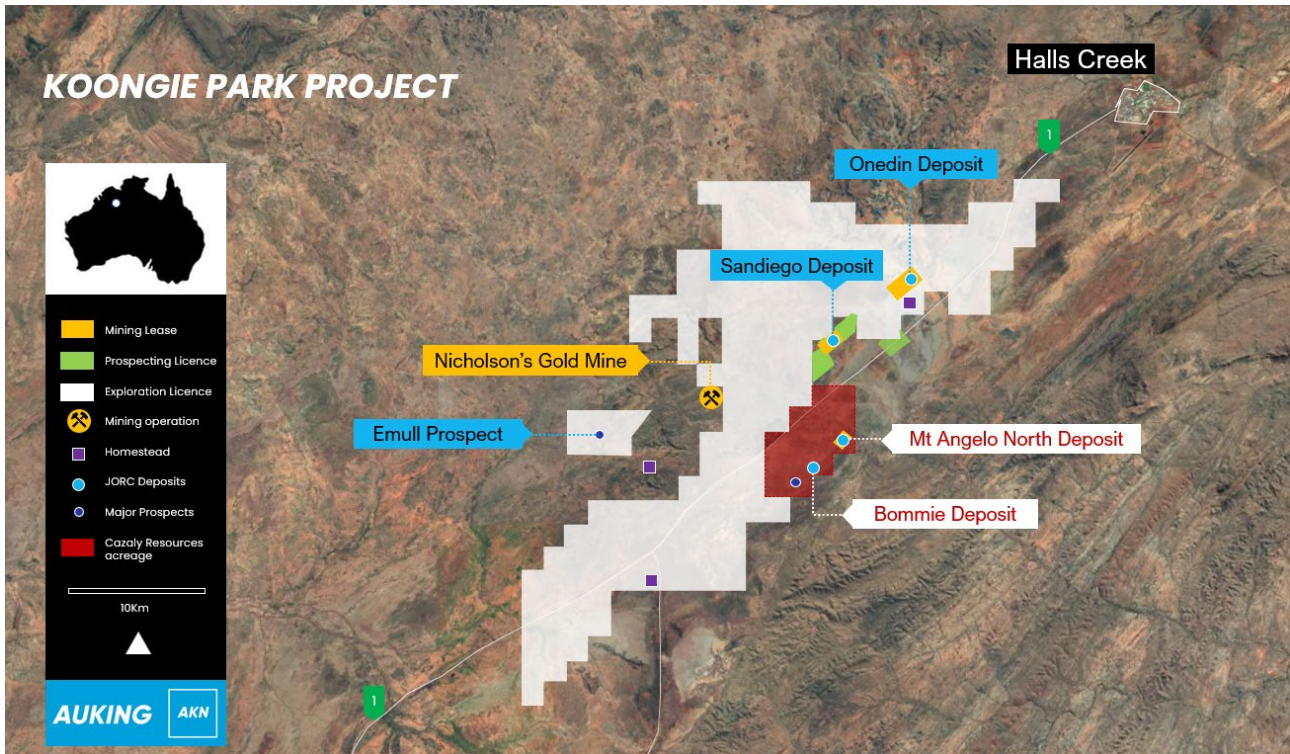 KOONGIE PARK PROJECT
Halls Creek
1
Onedin Deposit
Sandiego Deposit
Nicholson's Gold Mine
Emull Prospect
Mt Angelo North Deposit
Bommie Deposit
Mining Lease
Prospecting Licence
Exploration Licence
Mining operation
Homestead
JORC Deposits
Major Prospects
Cazaly Resources
acreage
10Km
1
AUKING
AKN